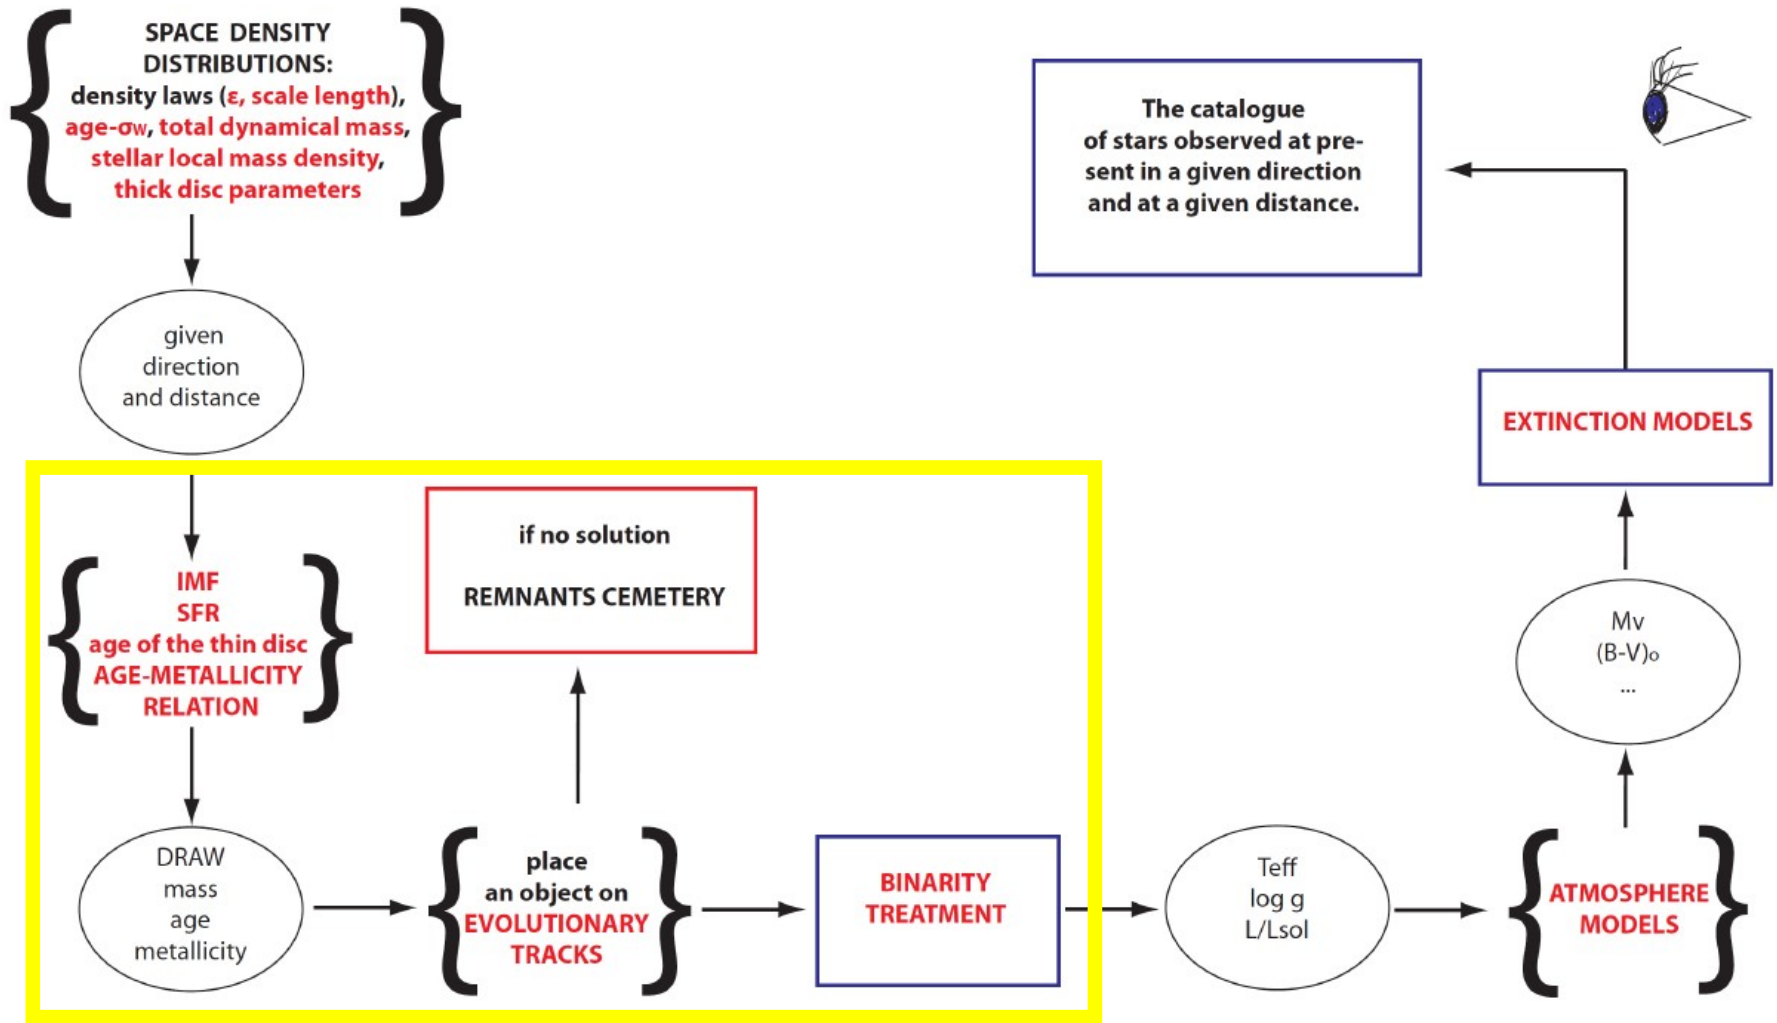 SPACE DENSITY
DISTRIBUTIONS:
density laws (ε, scale length),
age-σw, total dynamical mass,
stellar local mass density,
thick disc parameters
given
direction
and distance
IMF
SFR
age of the thin disc
AGE-METALLICITY
RELATION
DRAW
mass
age
metallicity
if no solution
REMNANTS CEMETERY
place
an object on
EVOLUTIONARY
TRACKS
BINARITY
TREATMENT
Teff
log g
L/Lsol
ATMOSPHERE
MODELS
Mv
(B-V)o
...
EXTINCTION MODELS
The catalogue
of stars observed at pre-
sent in a given direction
and at a given distance.